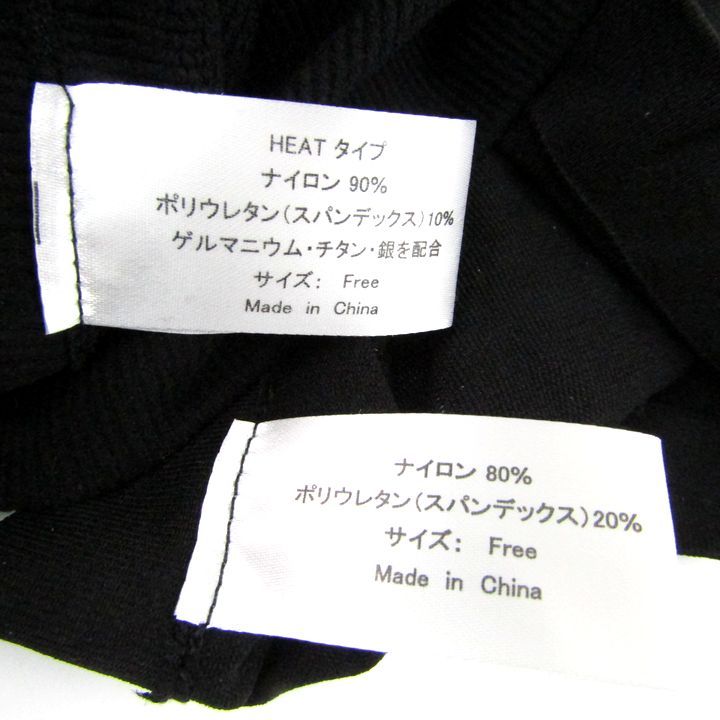 HEAT タイプ
ナイロン 90%
ポリウレタン(スパンデックス)10%
ゲルマニウム・チタン・銀を配合
サイズ: Free
Made in China
ナイロン 80%
ポリウレタン(スパンデックス)20%
サイズ: Free
Made in China